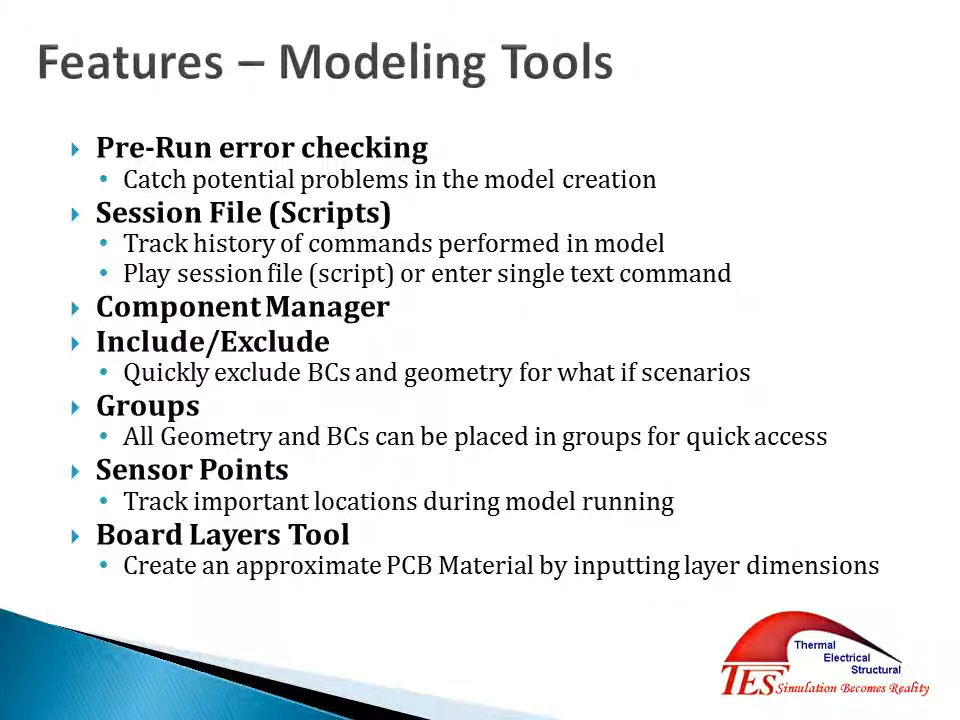 Features – Modeling Tools
Pre-Run error checking
Catch potential problems in the model creation
Session File (Scripts)
Track history of commands performed in model
Play session file (script) or enter single text command
Component Manager
Include/Exclude
Quickly exclude BCs and geometry for what if scenarios
Groups
All Geometry and BCs can be placed in groups for quick access
Sensor Points
Track important locations during model running
Board Layers Tool
Create an approximate PCB Material by inputting layer dimensions
Thermal
Electrical
Structural
TES Simulation Becomes Reality